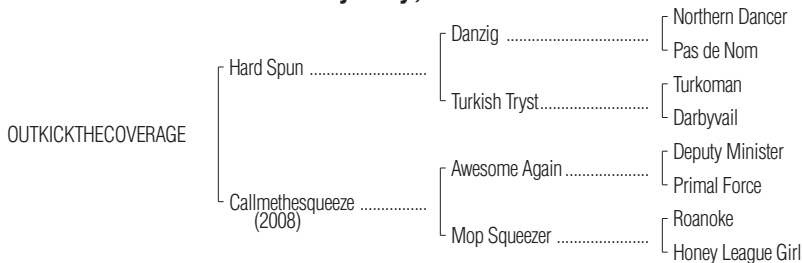 Northern Dancer
Danzig ......................................
Pas de Nom
Hard Spun ...............................
Turkoman
Turkish Tryst.............................
Darbyvail
OUTKICKTHECOVERAGE
Deputy Minister
Awesome Again ......................
Primal Force
Callmethesqueeze ..................
(2008)
Roanoke
Mop Squeezer ........................
Honey League Girl